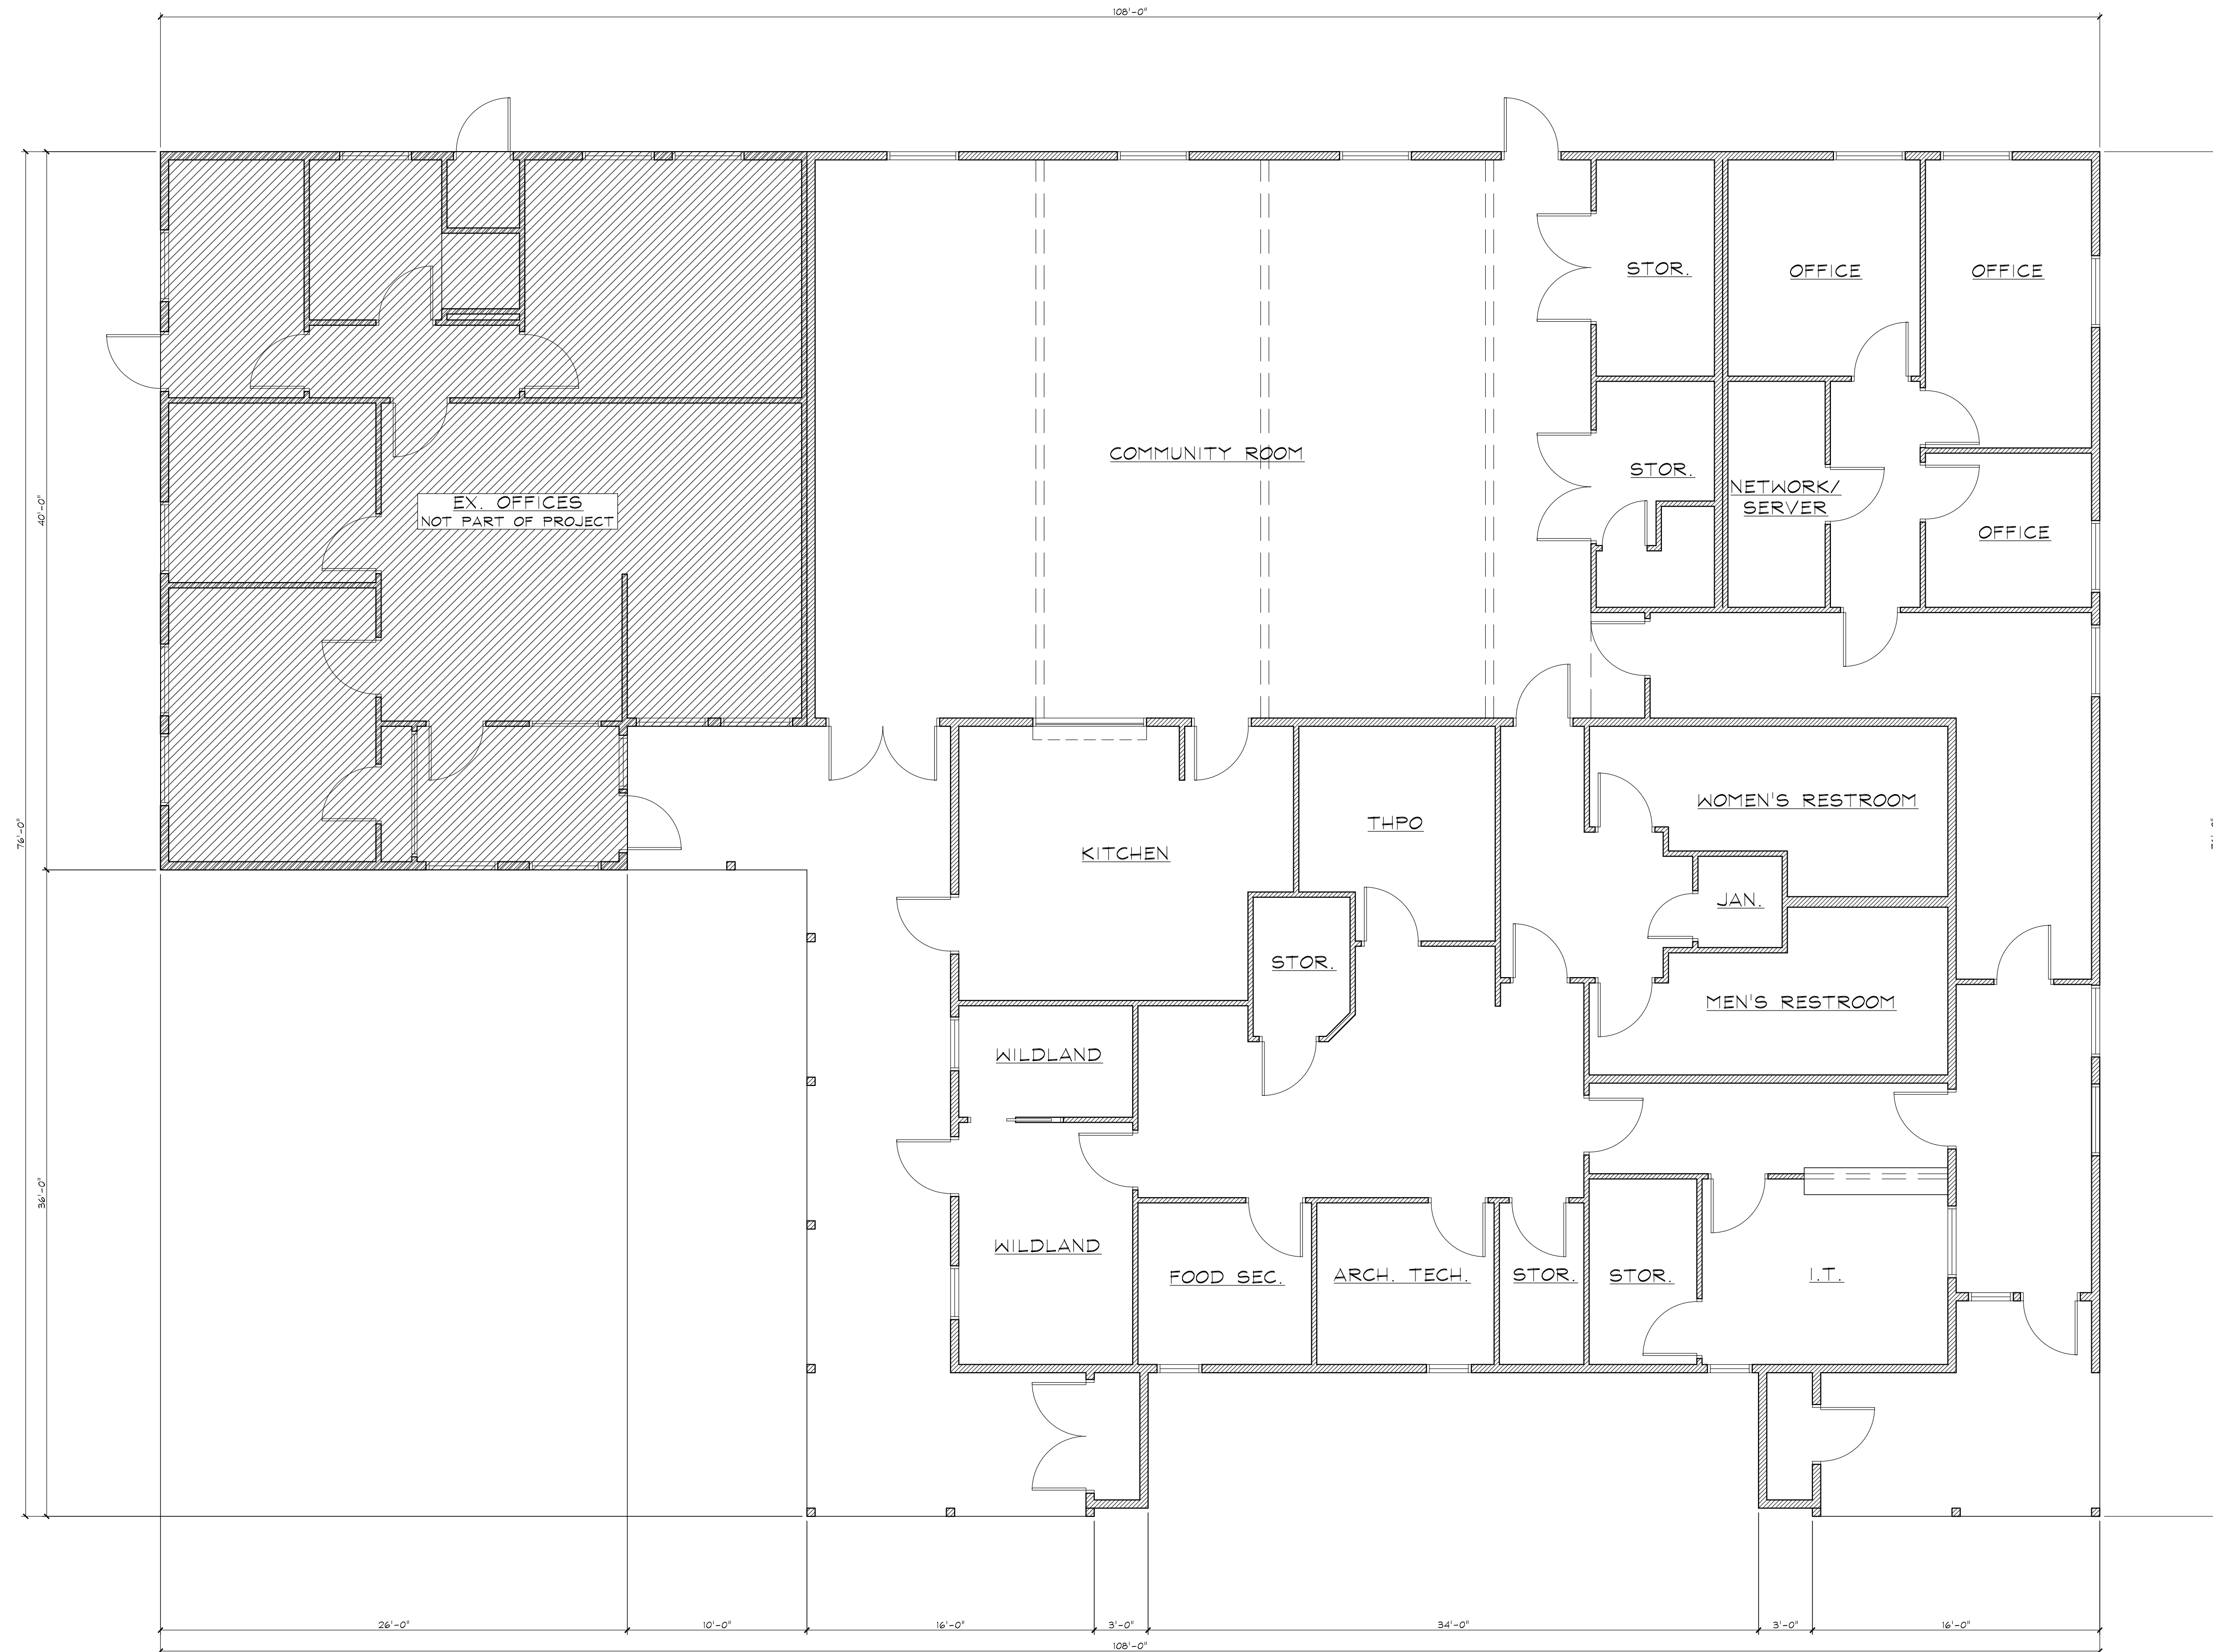 108'-0"
STOR.
OFFICE
OFFICE
COMMUNITY ROOM
STOR.
NETWORK/
SERVER
OFFICE
EX. OFFICES
NOT PART OF PROJECT
40'-0"
76'-0"
36'-0"
KITCHEN
THPO
WOMEN'S RESTROOM
JAN.
STOR.
MEN'S RESTROOM
WILDLAND
WILDLAND
FOOD SEC.
ARCH. TECH.
STOR.
STOR.
I.T.
26'-0"
10'-0"
16'-0"
3'-0"
34'-0"
3'-0"
16'-0"
108'-0"